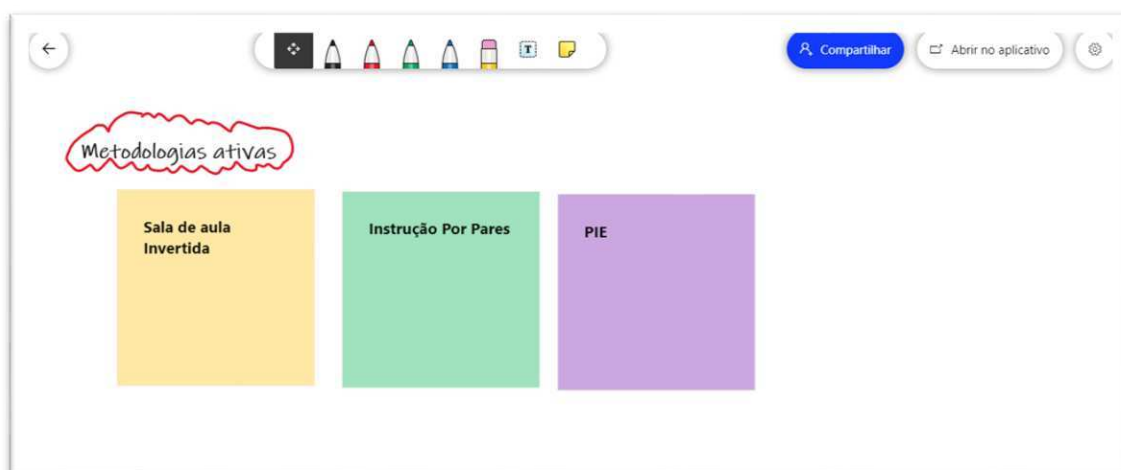 Compartilhar
Abrir no aplicativo
T
Metodologias ativas
Sala de aula
Invertida
Instrução Por Pares
PIE